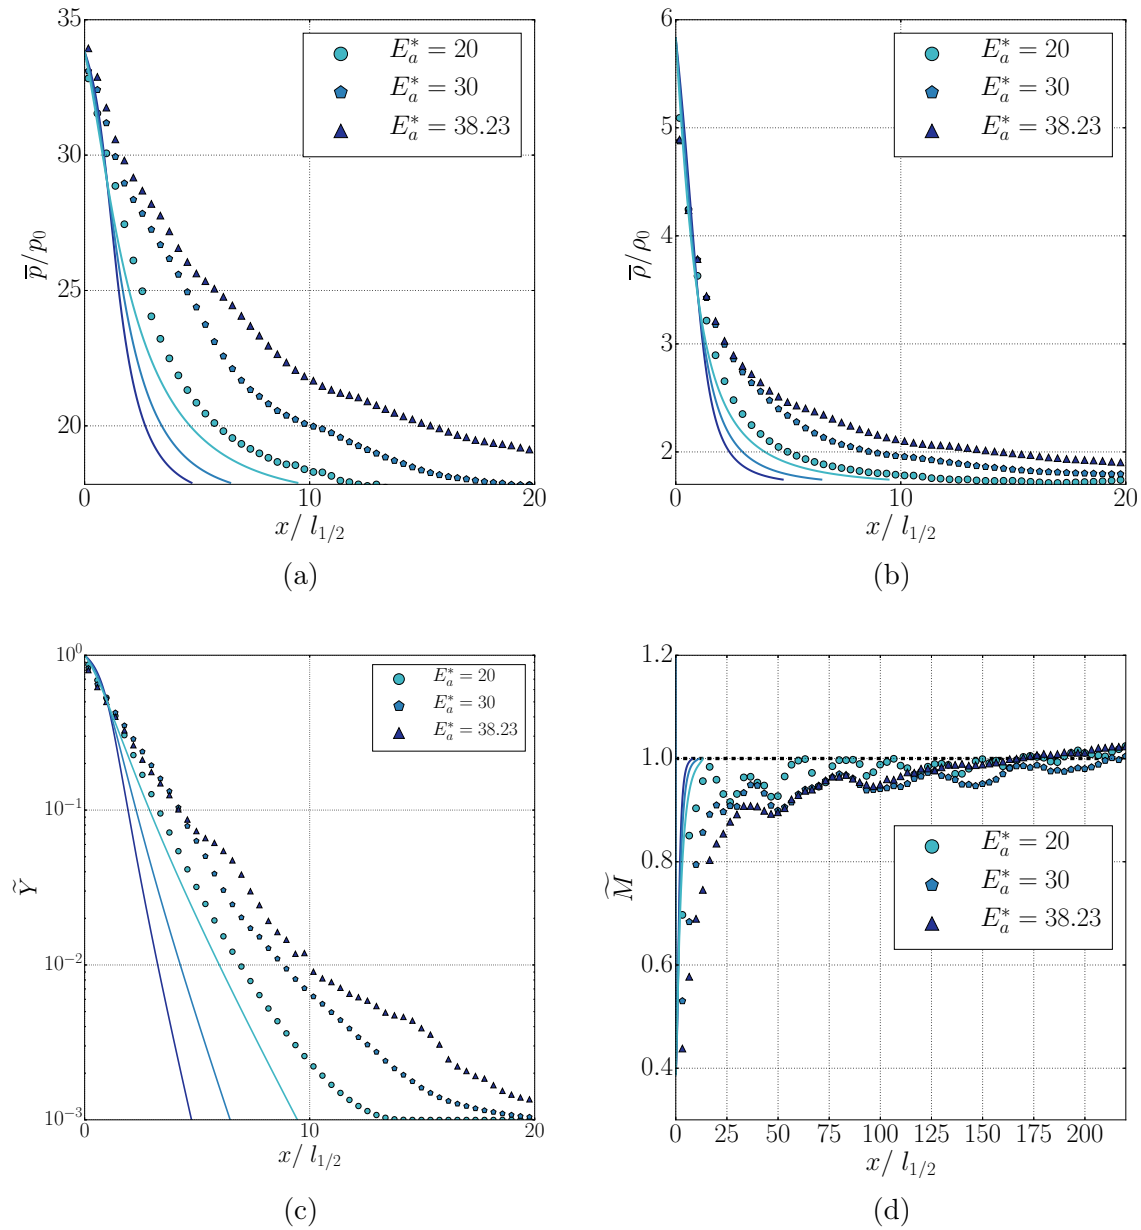 35
30
25
20
p̅/p₀
E*ₐ = 20
E*ₐ = 30
E*ₐ = 38.23
0 10 20
x/ l₁/₂
(a)
6
5
4
3
2
ρ̅/ρ₀
E*ₐ = 20
E*ₐ = 30
E*ₐ = 38.23
0 10 20
x/ l₁/₂
(b)
10⁰
10⁻¹
10⁻²
10⁻³
Ỹ
E*ₐ = 20
E*ₐ = 30
E*ₐ = 38.23
0 10 20
x/ l₁/₂
(c)
1.2
1.0
0.8
0.6
0.4
M̃
E*ₐ = 20
E*ₐ = 30
E*ₐ = 38.23
0 25 50 75 100 125 150 175 200
x/ l₁/₂
(d)